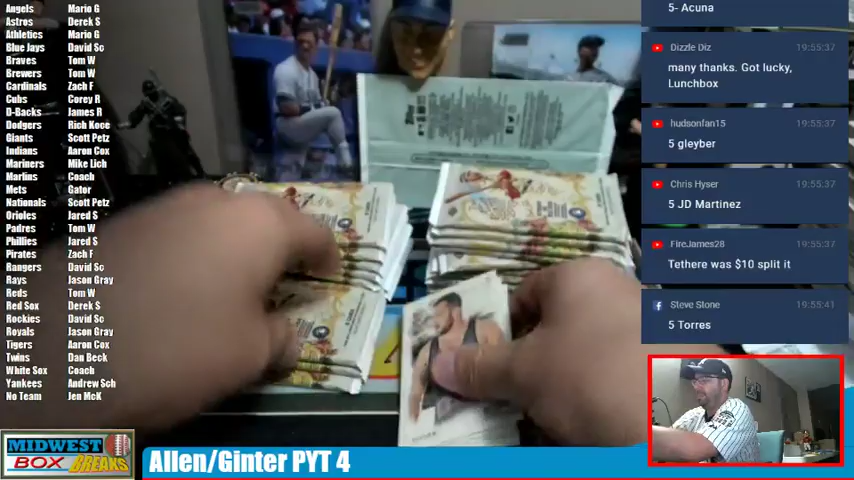 Angels Mario G
Astros Derek S
Athletics Mario G
Blue Jays David Sc
Braves Tom W
Brewers Tom W
Cardinals Zach F
Cubs Corey R
D-Backs James R
Dodgers Rich Koce
Giants Scott Petz
Indians Aaron Cox
Mariners Mike Lich
Marlins Coach
Mets Gator
Nationals Scott Petz
Orioles Jared S
Padres Tom W
Phillies Jared S
Pirates Zach F
Rangers David Sc
Rays Jason Gray
Reds Tom W
Red Sox Derek S
Rockies David Sc
Royals Jason Gray
Tigers Aaron Cox
Twins Dan Beck
White Sox Coach
Yankees Andrew Sch
No Team Jen McK
MIDWEST
BOX BREAKS
Allen/Ginter PYT 4
5- Acuna
Dizzle Diz 19:55:37
many thanks. Got lucky,
Lunchbox
hudsonfan15 19:55:37
5 gleyber
Chris Hyser 19:55:37
5 JD Martinez
FireJames28 19:55:37
Tethere was $10 split it
Steve Stone 19:55:41
5 Torres